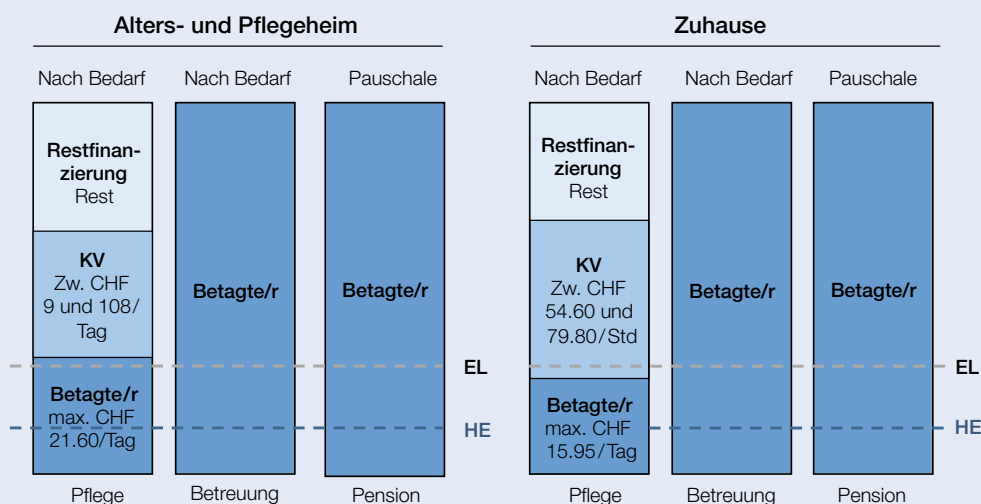 Alters- und Pflegeheim
Nach Bedarf
Nach Bedarf
Pauschale
Restfinan-
zierung
Rest
KV
Zw. CHF
9 und 108/
Tag
Betagte/r
max. CHF
21.60/Tag
Betagte/r
Betagte/r
EL
HE
Pflege
Betreuung
Pension
Zuhause
Nach Bedarf
Nach Bedarf
Pauschale
Restfinan-
zierung
Rest
KV
Zw. CHF
54.60 und
79.80/Std
Betagte/r
max. CHF
15.95/Tag
Betagte/r
Betagte/r
EL
HE
Pflege
Betreuung
Pension